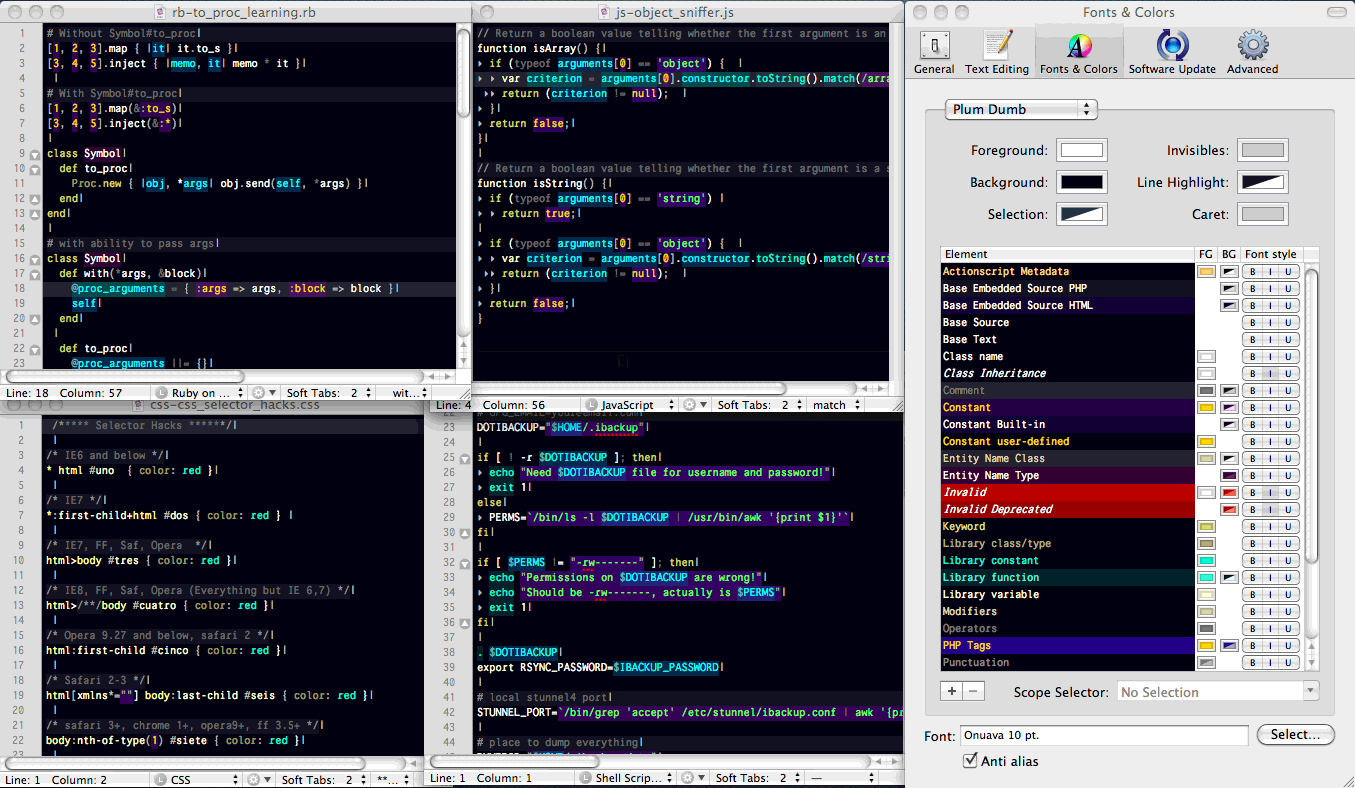 rb-to_proc_learning.rb
1 # Without Symbol#to_proc
2 [1, 2, 3].map { |it| it.to_s }
3 [3, 4, 5].inject { |memo, it| memo * it }
4
5 # With Symbol#to_proc
6 [1, 2, 3].map(&:to_s)
7 [3, 4, 5].inject(&:*)
8
9 class Symbol
10 def to_proc
11 Proc.new { |obj, *args| obj.send(self, *args) }
12 end
13 end
14
15 # with ability to pass args
16 class Symbol
17 def with(*args, &block)
18 @proc_arguments = { :args => args, :block => block }
19 self
20 end
21
22 def to_proc
23 @proc_arguments ||= {}
Line: 18 Column: 57 Ruby on ... Soft Tabs: 2 wit...
js-object_sniffer.js
// Return a boolean value telling whether the first argument is an
function isArray() {
if (typeof arguments[0] == 'object') {
var criterion = arguments[0].constructor.toString().match(/arra
return (criterion != null);
}
return false;
}
// Return a boolean value telling whether the first argument is a s
function isString() {
if (typeof arguments[0] == 'string') {
return true;
if (typeof arguments[0] == 'object') {
var criterion = arguments[0].constructor.toString().match(/stri
return (criterion != null);
}
return false;
}
Line: 4 Column: 56 JavaScript Soft Tabs: 2 match
css-css_selector_hacks.css
1 /***** Selector Hacks ******/
2
3 /* IE6 and below */
4 * html #uno { color: red }
5
6 /* IE7 */
7 *:first-child+html #dos { color: red }
8
9 /* IE7, FF, Saf, Opera */
10 html>body #tres { color: red }
11
12 /* IE8, FF, Saf, Opera (Everything but IE 6,7) */
13 html>/**/body #cuatro { color: red }
14
15 /* Opera 9.27 and below, safari 2 */
16 html:first-child #cinco { color: red }
17
18 /* Safari 2-3 */
19 html[xmlns*=""] body:last-child #seis { color: red }
20
21 /* safari 3+, chrome 1+, opera9+, ff 3.5+ */
22 body:nth-of-type(1) #siete { color: red }
Line: 1 Column: 2 CSS Soft Tabs: 2 **...
23 DOTIBACKUP="$HOME/.ibackup"
24
25 if [ ! -r $DOTIBACKUP ]; then
26 echo "Need $DOTIBACKUP file for username and password!"
27 exit 1
28 else
29 PERMS=`/bin/ls -l $DOTIBACKUP | /usr/bin/awk '{print $1}'`
30 fi
31
32 if [ $PERMS != "-rw-------" ]; then
33 echo "Permissions on $DOTIBACKUP are wrong!"
34 echo "Should be -rw-------, actually is $PERMS"
35 exit 1
36 fi
37
38 . $DOTIBACKUP
39 export RSYNC_PASSWORD=$IBACKUP_PASSWORD
40
41 # local stunnel4 port
42 STUNNEL_PORT=`/bin/grep 'accept' /etc/stunnel/ibackup.conf | awk '{pr
43
44 # place to dump everything
Line: 1 Column: 1 Shell Scrip... Soft Tabs: 2 —
Fonts & Colors
General Text Editing Fonts & Colors Software Update Advanced
Plum Dumb
Foreground: Invisibles:
Background: Line Highlight:
Selection: Caret:
Element FG BG Font style
Actionscript Metadata B I U
Base Embedded Source PHP B I U
Base Embedded Source HTML B I U
Base Source B I U
Base Text B I U
Class name B I U
Class Inheritance B I U
Comment B I U
Constant B I U
Constant Built-in B I U
Constant user-defined B I U
Entity Name Class B I U
Entity Name Type B I U
Invalid B I U
Invalid Deprecated B I U
Keyword B I U
Library class/type B I U
Library constant B I U
Library function B I U
Library variable B I U
Modifiers B I U
Operators B I U
PHP Tags B I U
Punctuation B I U
+ − Scope Selector: No Selection
Font: Onuava 10 pt. Select...
Anti alias